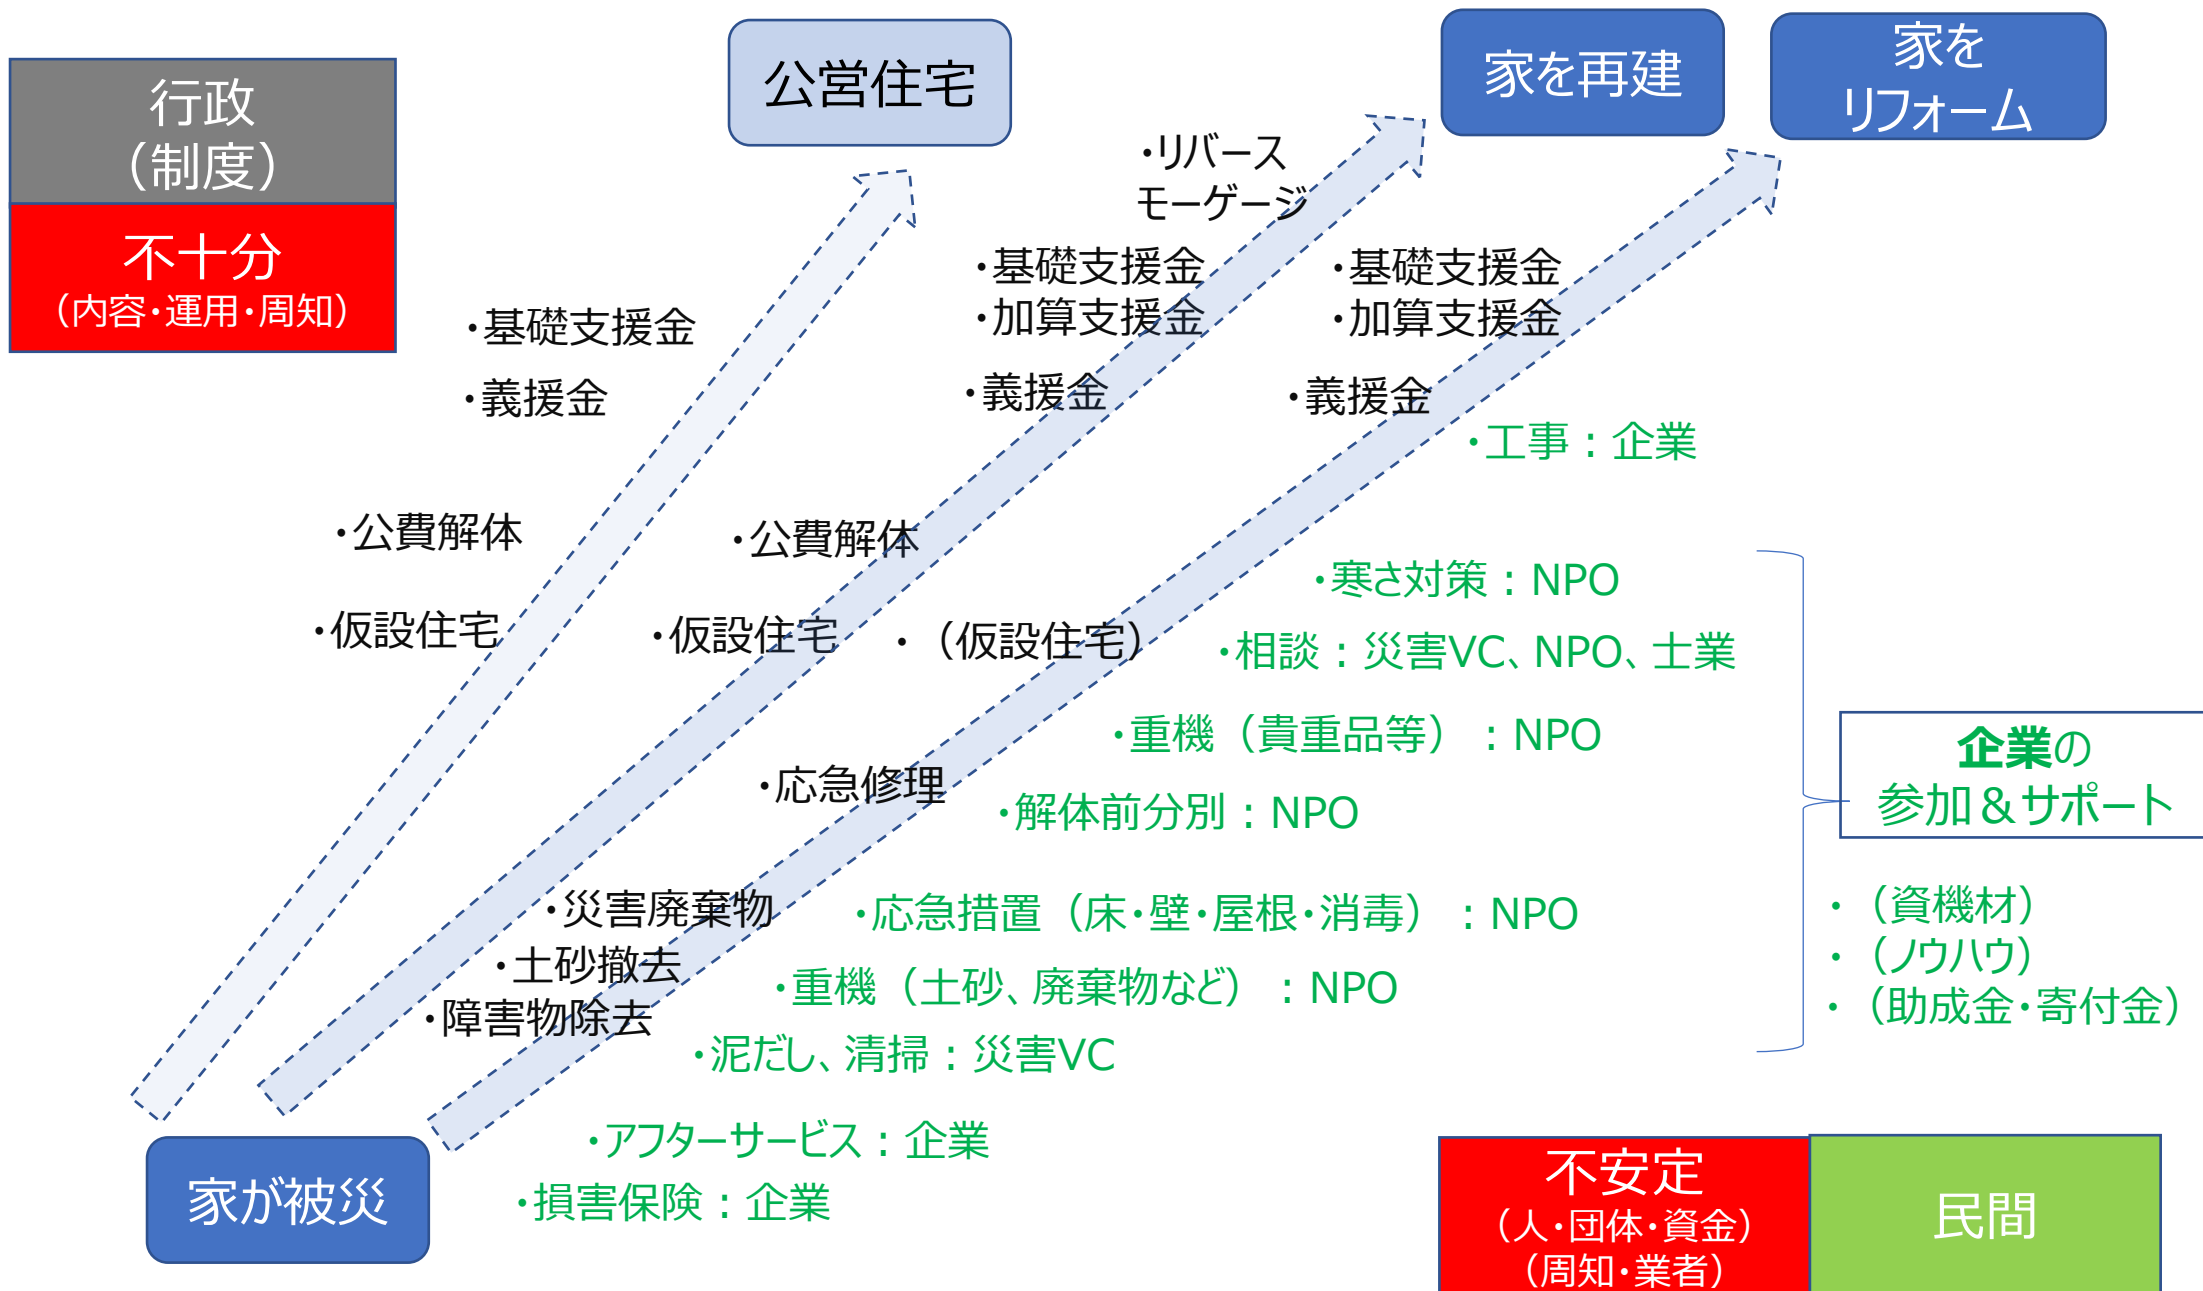 行政
（制度）
不十分
（内容・運用・周知）
公営住宅
家を再建
家を
リフォーム
・リバース
モーゲージ
・基礎支援金
・義援金
・基礎支援金
・加算支援金
・義援金
・基礎支援金
・加算支援金
・義援金
・工事：企業
・公費解体
・公費解体
・寒さ対策：NPO
・仮設住宅
・仮設住宅
・（仮設住宅）
・相談：災害VC、NPO、士業
・重機（貴重品等）：NPO
・応急修理
・解体前分別：NPO
企業の
参加＆サポート
・災害廃棄物
・応急措置（床・壁・屋根・消毒）：NPO
・（資機材）
・（ノウハウ）
・（助成金・寄付金）
・土砂撤去
・重機（土砂、廃棄物など）：NPO
・障害物除去
・泥だし、清掃：災害VC
・アフターサービス：企業
・損害保険：企業
家が被災
不安定
（人・団体・資金）
（周知・業者）
民間